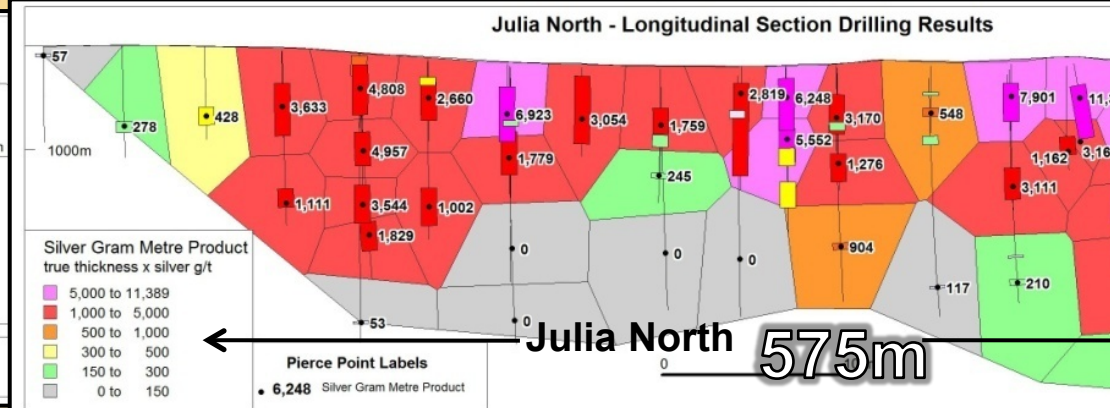 Julia North - Longitudinal Section Drilling Results
57
4,808
2,660
2,819
6,248
7,901
3,633
6,923
3,054
1,759
3,170
548
278
428
5,552
1000m
4,957
1,779
1,276
1,162
245
3,111
1,111
3,544
1,002
1,829
0
0
0
904
117
210
53
0
Silver Gram Metre Product
true thickness x silver g/t
5,000 to 11,389
1,000 to 5,000
500 to 1,000
300 to 500
150 to 300
0 to 150
Pierce Point Labels
6,248 Silver Gram Metre Product
Julia North
575m
0